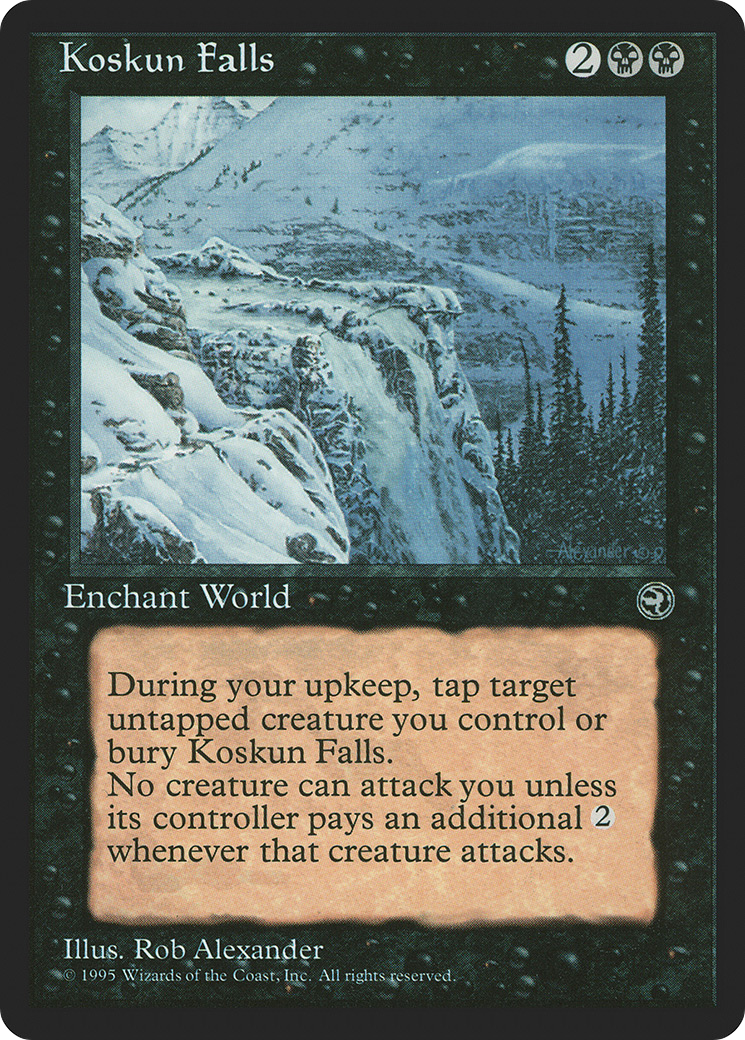 Koskun Falls
2
Alexander
Enchant World
During your upkeep, tap target
untapped creature you control or
bury Koskun Falls.
No creature can attack you unless
its controller pays an additional 2
whenever that creature attacks.
Illus. Rob Alexander
© 1995 Wizards of the Coast, Inc. All rights reserved.